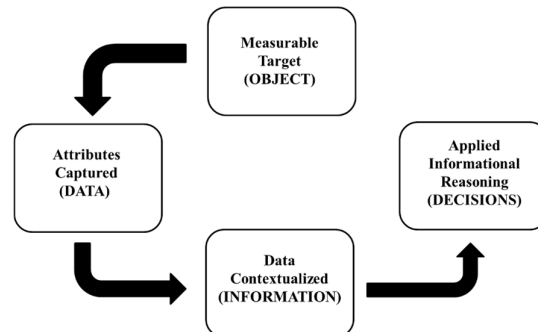 Measurable
Target
(OBJECT)
Attributes
Captured
(DATA)
Data
Contextualized
(INFORMATION)
Applied
Informational
Reasoning
(DECISIONS)